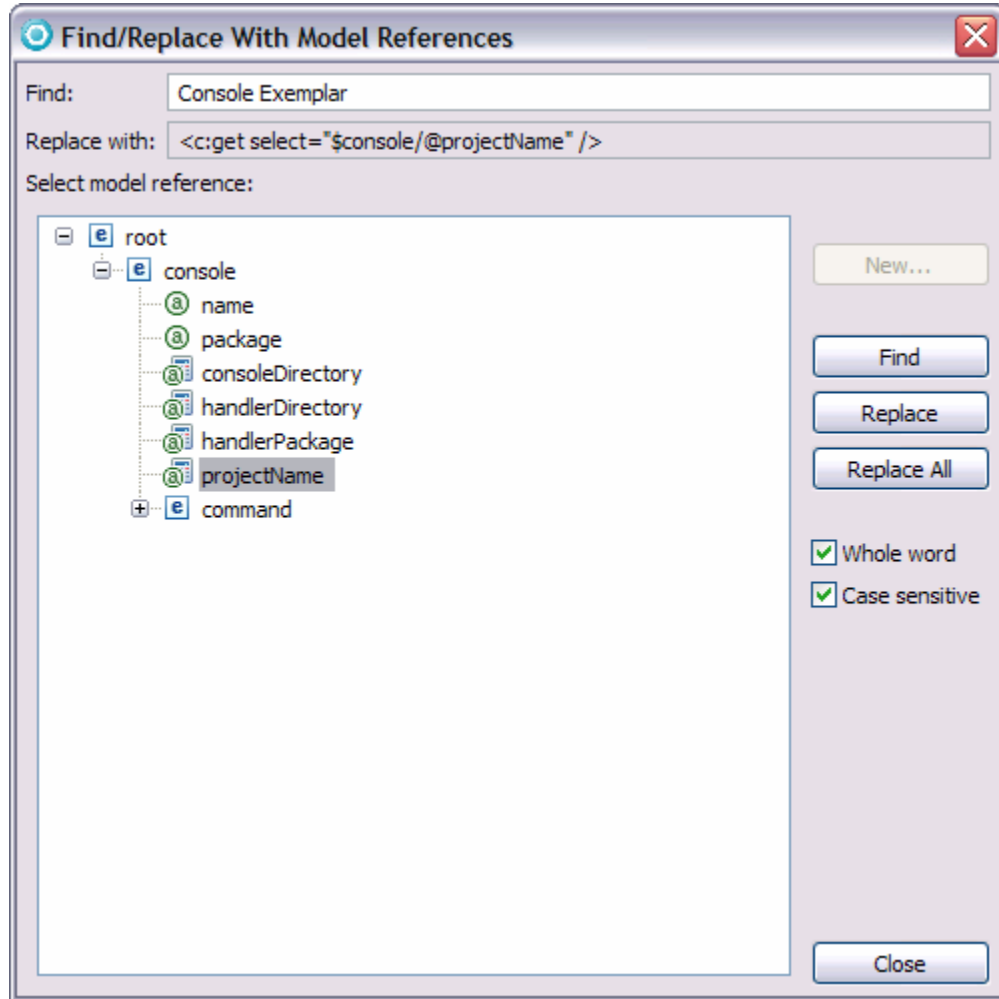 Find/Replace With Model References
Find: Console Exemplar
Replace with: <c:get select="$console/@projectName" />
Select model reference:
e root
e console
a name
a package
a consoleDirectory
a handlerDirectory
a handlerPackage
a projectName
e command
New...
Find
Replace
Replace All
Whole word
Case sensitive
Close